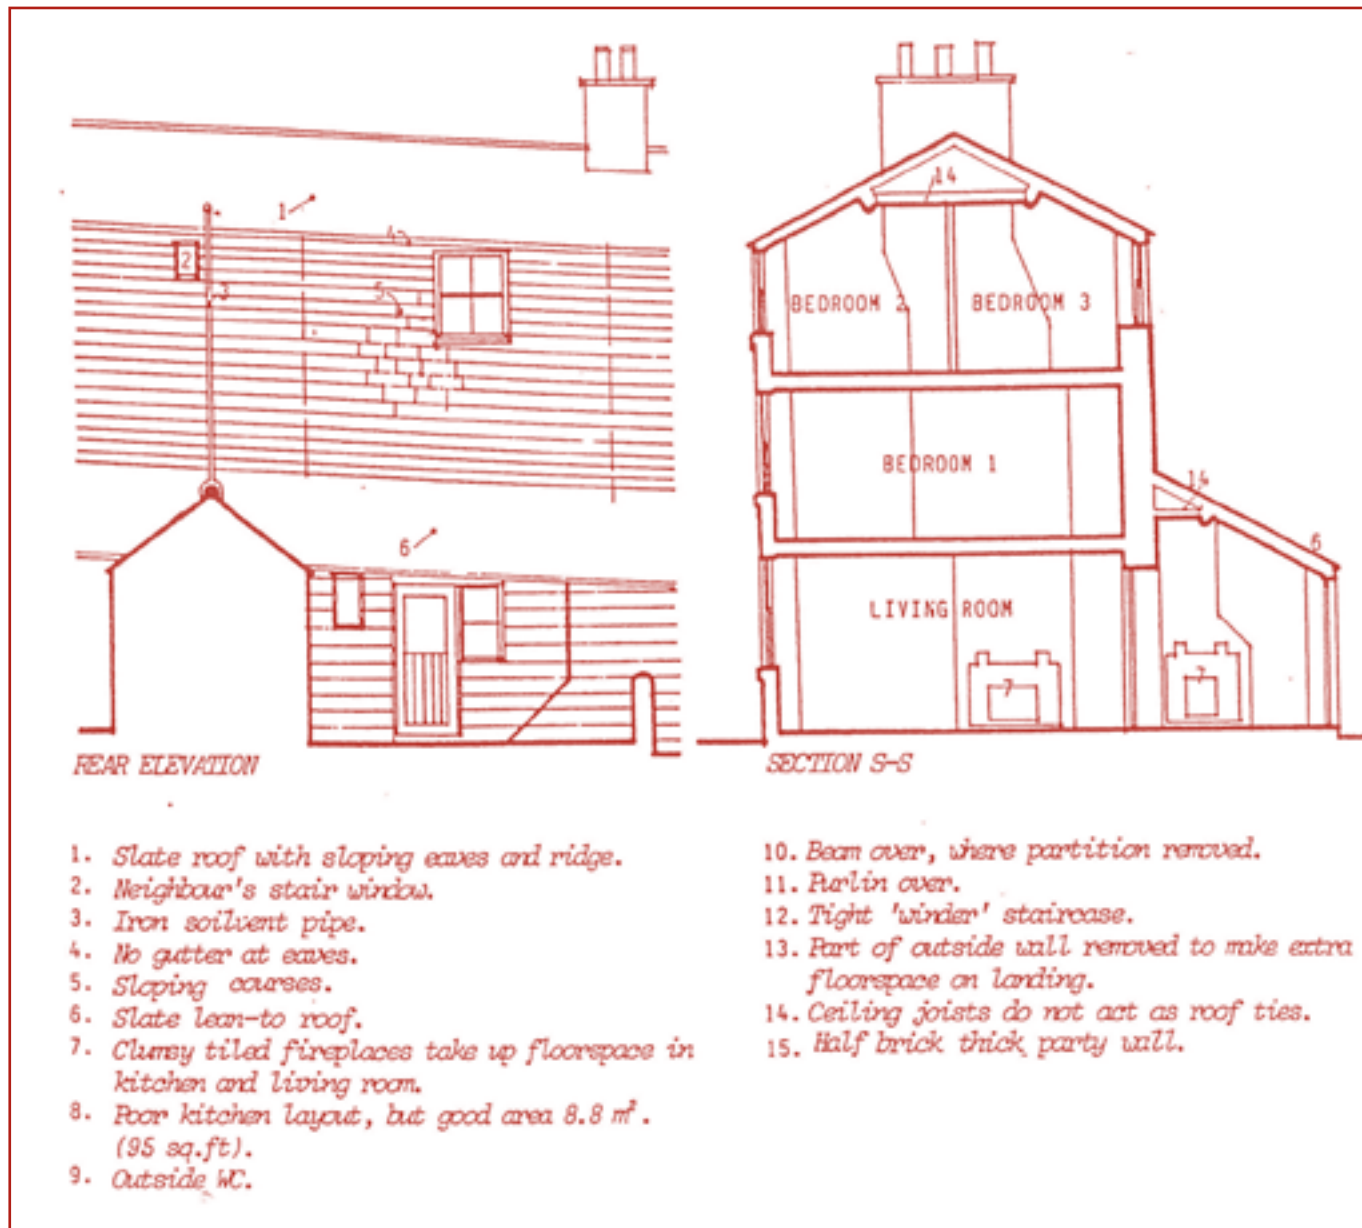 14
1
4
2
3
5
BEDROOM 2
BEDROOM 3
BEDROOM 1
14
6
6
LIVING ROOM
7
7
REAR ELEVATION
SECTION S-S
1. Slate roof with sloping eaves and ridge.
2. Neighbour's stair window.
3. Iron soilvent pipe.
4. No gutter at eaves.
5. Sloping courses.
6. Slate lean-to roof.
7. Clumsy tiled fireplaces take up floorspace in
kitchen and living room.
8. Poor kitchen layout, but good area 8.8 m².
(95 sq.ft).
9. Outside WC.
10. Beam over, where partition removed.
11. Purlin over.
12. Tight 'winder' staircase.
13. Part of outside wall removed to make extra
floorspace on landing.
14. Ceiling joists do not act as roof ties.
15. Half brick thick party wall.